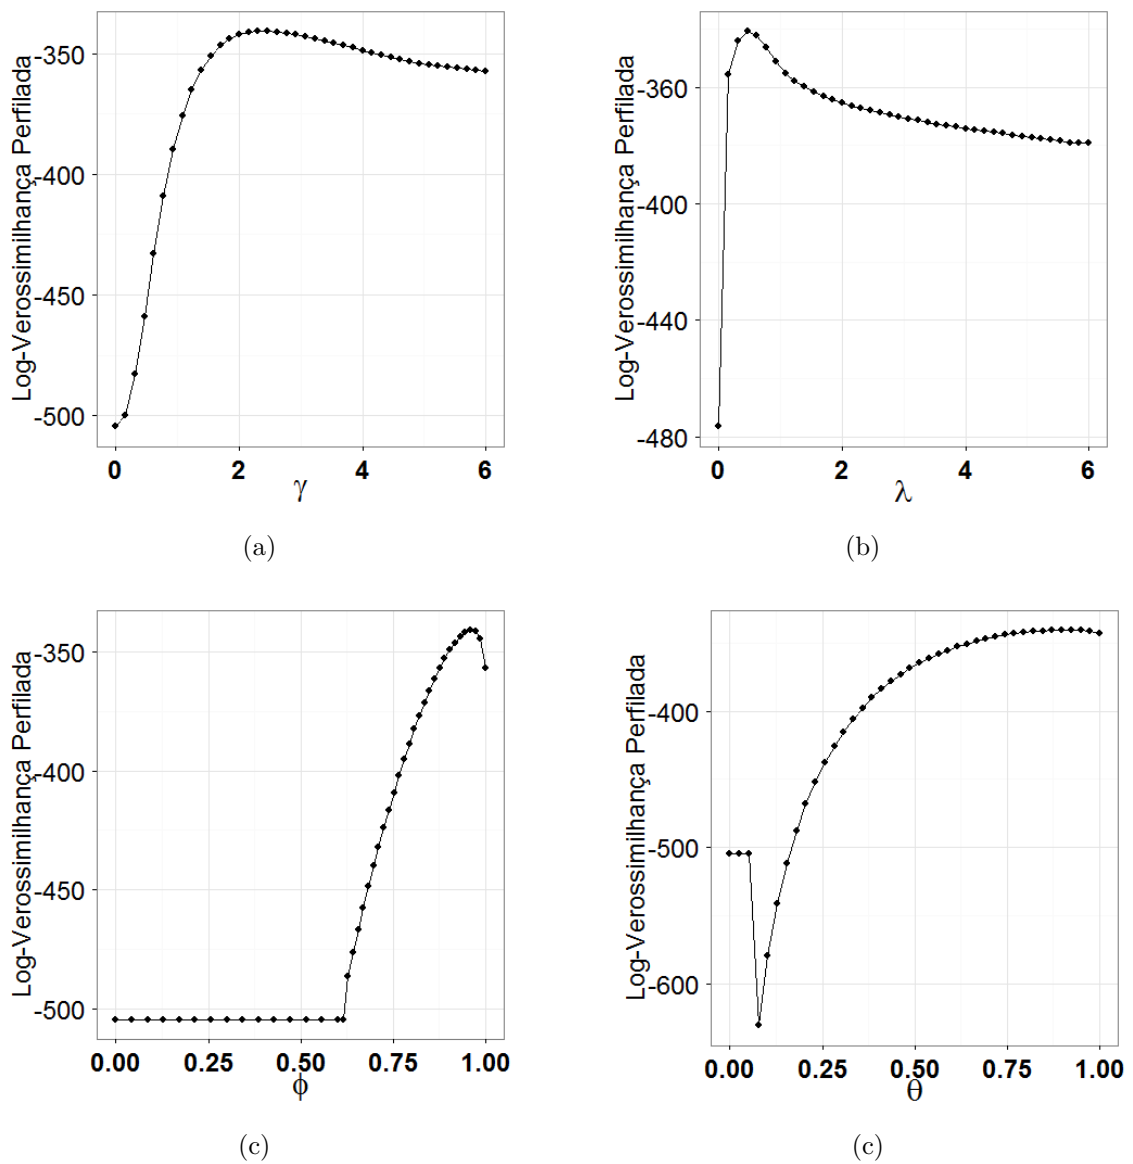 Log-Verossimilhança Perfilada
-350
-400
-450
-500
0 2 4 6
γ
(a)
Log-Verossimilhança Perfilada
-360
-400
-440
-480
0 2 4 6
λ
(b)
Log-Verossimilhança Perfilada
-350
-400
-450
-500
0.00 0.25 0.50 0.75 1.00
ϕ
(c)
Log-Verossimilhança Perfilada
-400
-500
-600
0.00 0.25 0.50 0.75 1.00
θ
(c)